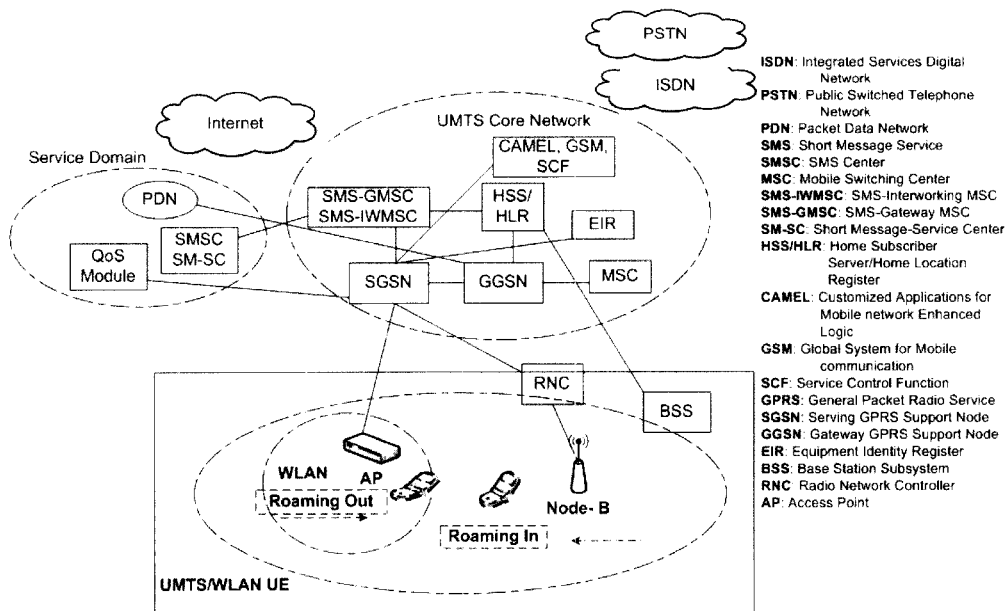 PSTN
ISDN
Internet
UMTS Core Network
Service Domain
CAMEL, GSM,
SCF
PDN
SMS-GMSC
SMS-IWMSC
HSS/
HLR
EIR
SMSC
SM-SC
QoS
Module
SGSN
GGSN
MSC
RNC
BSS
WLAN
AP
Roaming Out
Node- B
Roaming In
UMTS/WLAN UE
ISDN: Integrated Services Digital
Network
PSTN: Public Switched Telephone
Network
PDN: Packet Data Network
SMS: Short Message Service
SMSC: SMS Center
MSC: Mobile Switching Center
SMS-IWMSC: SMS-Interworking MSC
SMS-GMSC: SMS-Gateway MSC
SM-SC: Short Message-Service Center
HSS/HLR: Home Subscriber
Server/Home Location
Register
CAMEL: Customized Applications for
Mobile network Enhanced
Logic
GSM: Global System for Mobile
communication
SCF: Service Control Function
GPRS: General Packet Radio Service
SGSN: Serving GPRS Support Node
GGSN: Gateway GPRS Support Node
EIR: Equipment Identity Register
BSS: Base Station Subsystem
RNC: Radio Network Controller
AP: Access Point